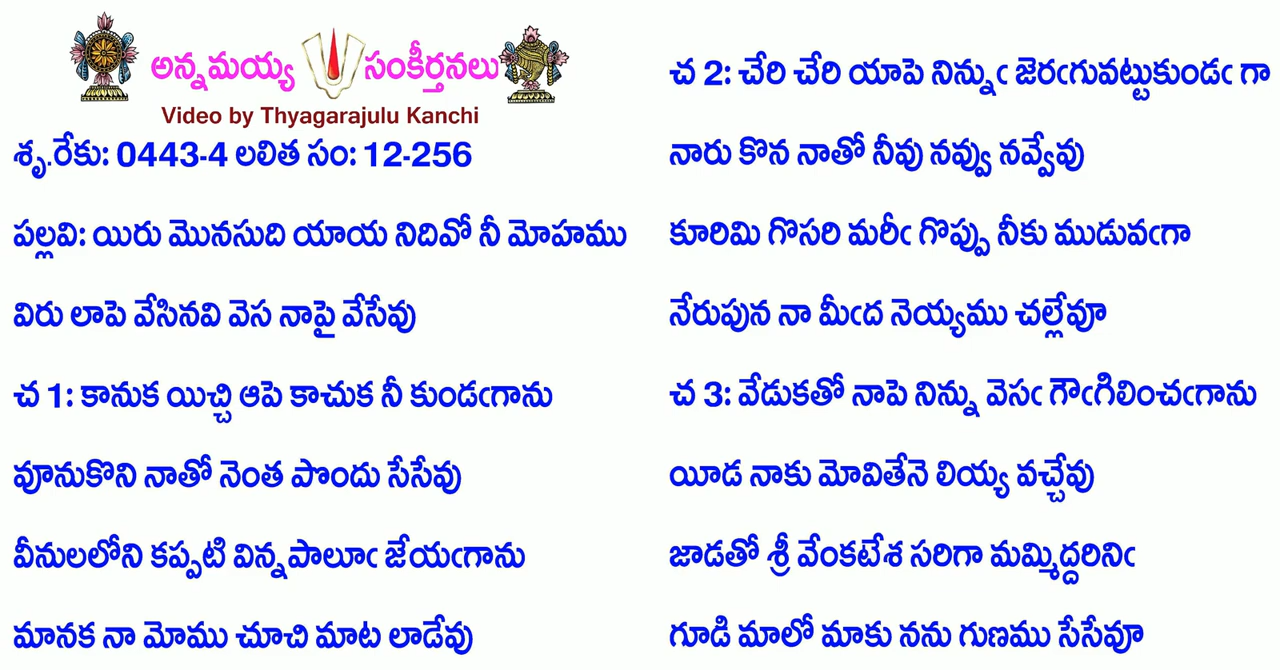 అన్నమయ్య సంకీర్తనలు
Video by Thyagarajulu Kanchi
శృ.రేకు: 0443-4 లలిత సం: 12-256
పల్లవి: యిరు మొనసుది యాయ నిదివో నీ మోహము
విరు లాపె వేసినవి వెస నాపై వేసేవు
చ 1: కానుక యిచ్చి ఆపె కాచుక నీ కుండఁగాను
వూనుకొని నాతో నెంత పొందు సేసేవు
వీనులలోని కప్పటి విన్నపాలూఁ జేయఁగాను
మానక నా మోము చూచి మాట లాడేవు
చ 2: చేరి చేరి యాపె నిన్నుఁ జెరఁగువట్టుకుండఁ గా
నారు కొన నాతో నీవు నవ్వు నవ్వేవు
కూరిమి గొసరి మరీఁ గొప్పు నీకు ముడువఁగా
నేరుపున నా మీఁద నెయ్యము చల్లేవూ
చ 3: వేడుకతో నాపె నిన్ను వెసఁ గౌఁగిలించఁగాను
యీడ నాకు మోవితేనె లియ్య వచ్చేవు
జాడతో శ్రీ వేంకటేశ సరిగా మమ్మిద్దరినిఁ
గూడి మాలో మాకు నను గుణము సేసేవూ